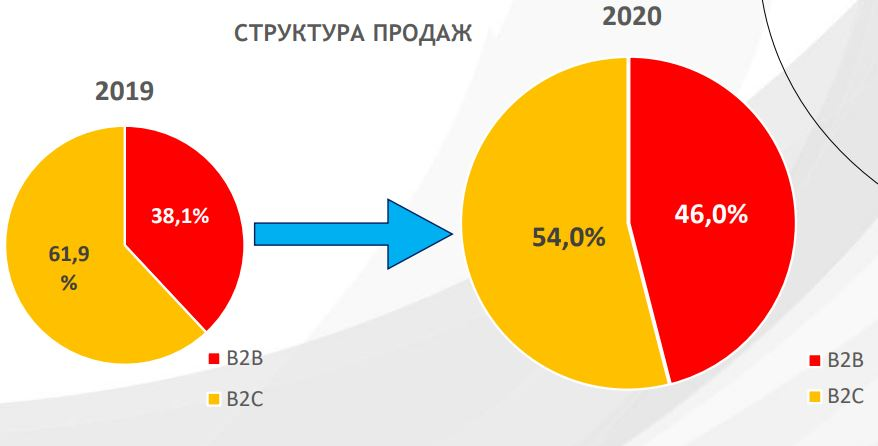 СТРУКТУРА ПРОДАЖ
2019
38,1%
61,9
%
B2B
B2C
2020
46,0%
54,0%
B2B
B2C